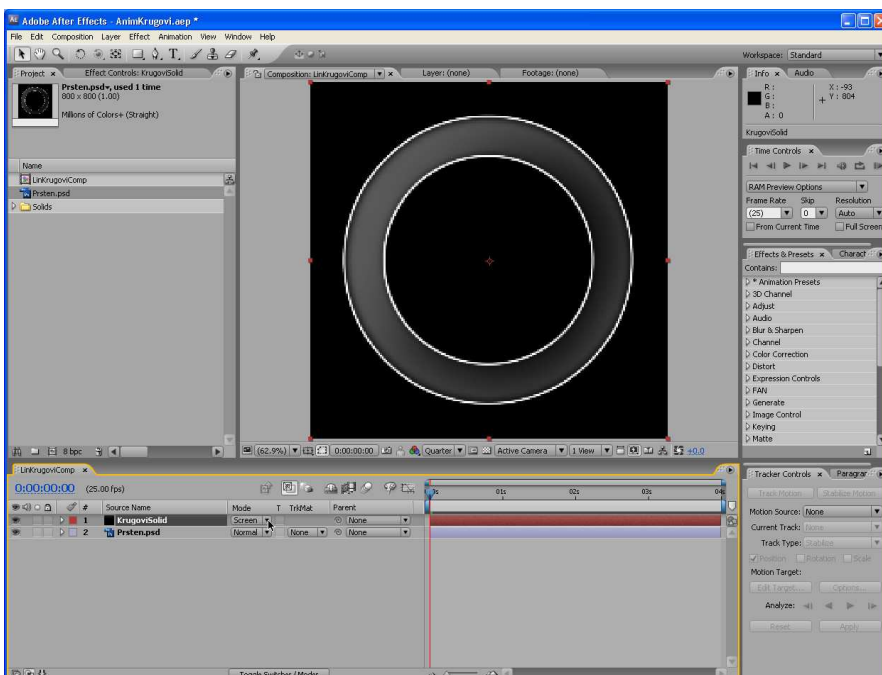 Adobe After Effects - AnimKrugovi.aep *
File Edit Composition Layer Effect Animation View Window Help
Workspace: Standard
Project × Effect Controls: KrugoviSolid
Composition: LinKrugoviComp × Layer: (none) Footage: (none)
Info × Audio
Prsten.psd, used 1 time
800 x 800 (1.00)
Millions of Colors+ (Straight)
R :
G :
B :
A : 0
X : -93
+ Y : 804
KrugoviSolid
Time Controls ×
RAM Preview Options
Frame Rate Skip Resolution
(25) 0 Auto
From Current Time Full Screen
Name
LinKrugoviComp
Prsten.psd
Solids
Effects & Presets × Charact
Contains:
* Animation Presets
3D Channel
Adjust
Audio
Blur & Sharpen
Channel
Color Correction
Distort
Expression Controls
FAN
Generate
Image Control
Keying
Matte
8 bpc
(62.9%) 0:00:00:00 Quarter Active Camera 1 View +0.0
LinKrugoviComp ×
0:00:00:00 (25.00 fps)
0s 01s 02s 03s 04s
# Source Name Mode T TrkMat Parent
1 KrugoviSolid Screen None
2 Prsten.psd Normal None None
Toggle Switches / Modes
Tracker Controls × Paragrar
Track Motion Stabilize Motion
Motion Source: None
Current Track: None
Track Type: Stabilize
Position Rotation Scale
Motion Target:
Edit Target... Options...
Analyze:
Reset Apply